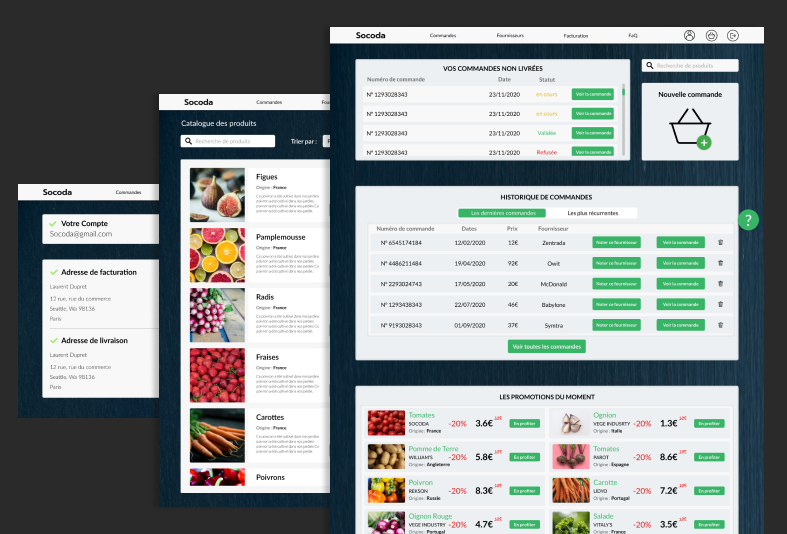 Socoda
Commandes
Votre Compte
Socoda@gmail.com
Adresse de facturation
Laurent Dupret
12 rue, rue du commerce
Seattle, Wa 98136
Paris
Adresse de livraison
Laurent Dupret
12 rue, rue du commerce
Seattle, Wa 98136
Paris
Socoda
Commandes
Catalogue des produits
Recherche de produits
Trier par :
Figues
Origine : France
Pamplemousse
Origine : France
Radis
Origine : France
Fraises
Origine : France
Carottes
Origine : France
Poivrons
Socoda Commandes Fournisseurs Facturation FaQ
VOS COMMANDES NON LIVRÉES
Numéro de commande Date Statut
N° 1293028343 23/11/2020 en cours Voir la commande
N° 1293028343 23/11/2020 en cours Voir la commande
N° 1293028343 23/11/2020 Validée Voir la commande
N° 1293028343 23/11/2020 Refusée Voir la commande
Recherche de produits
Nouvelle commande
?
HISTORIQUE DE COMMANDES
Les dernières commandes Les plus récurrentes
Numéro de commande Dates Prix Fournisseur
N° 6545174184 12/02/2020 12€ Zentrada Noter ce fournisseur Voir la commande
N° 4486211484 19/04/2020 92€ Owit Noter ce fournisseur Voir la commande
N° 2293024743 17/05/2020 20€ McDonald Noter ce fournisseur Voir la commande
N° 1293438343 22/07/2020 46€ Babylone Noter ce fournisseur Voir la commande
N° 9193028343 01/09/2020 37€ Symtra Noter ce fournisseur Voir la commande
Voir toutes les commandes
LES PROMOTIONS DU MOMENT
Tomates
SOCODA -20% 3.6€ En profiter
Origine : France
Ognion
VEGE INDUSRTY -20% 1.3€ En profiter
Origine : Italie
Pomme de Terre
WILLIAM'S -20% 5.8€ En profiter
Origine : Angleterre
Tomates
PAROT -20% 8.6€ En profiter
Origine : Espagne
Poivron
REKSON -20% 8.3€ En profiter
Origine : Russie
Carotte
LIDYO -20% 7.2€ En profiter
Origine : Portugal
Oignon Rouge
VEGE INDUSTRY -20% 4.7€ En profiter
Origine : Portugal
Salade
VITALY'S -20% 3.5€ En profiter
Origine : France